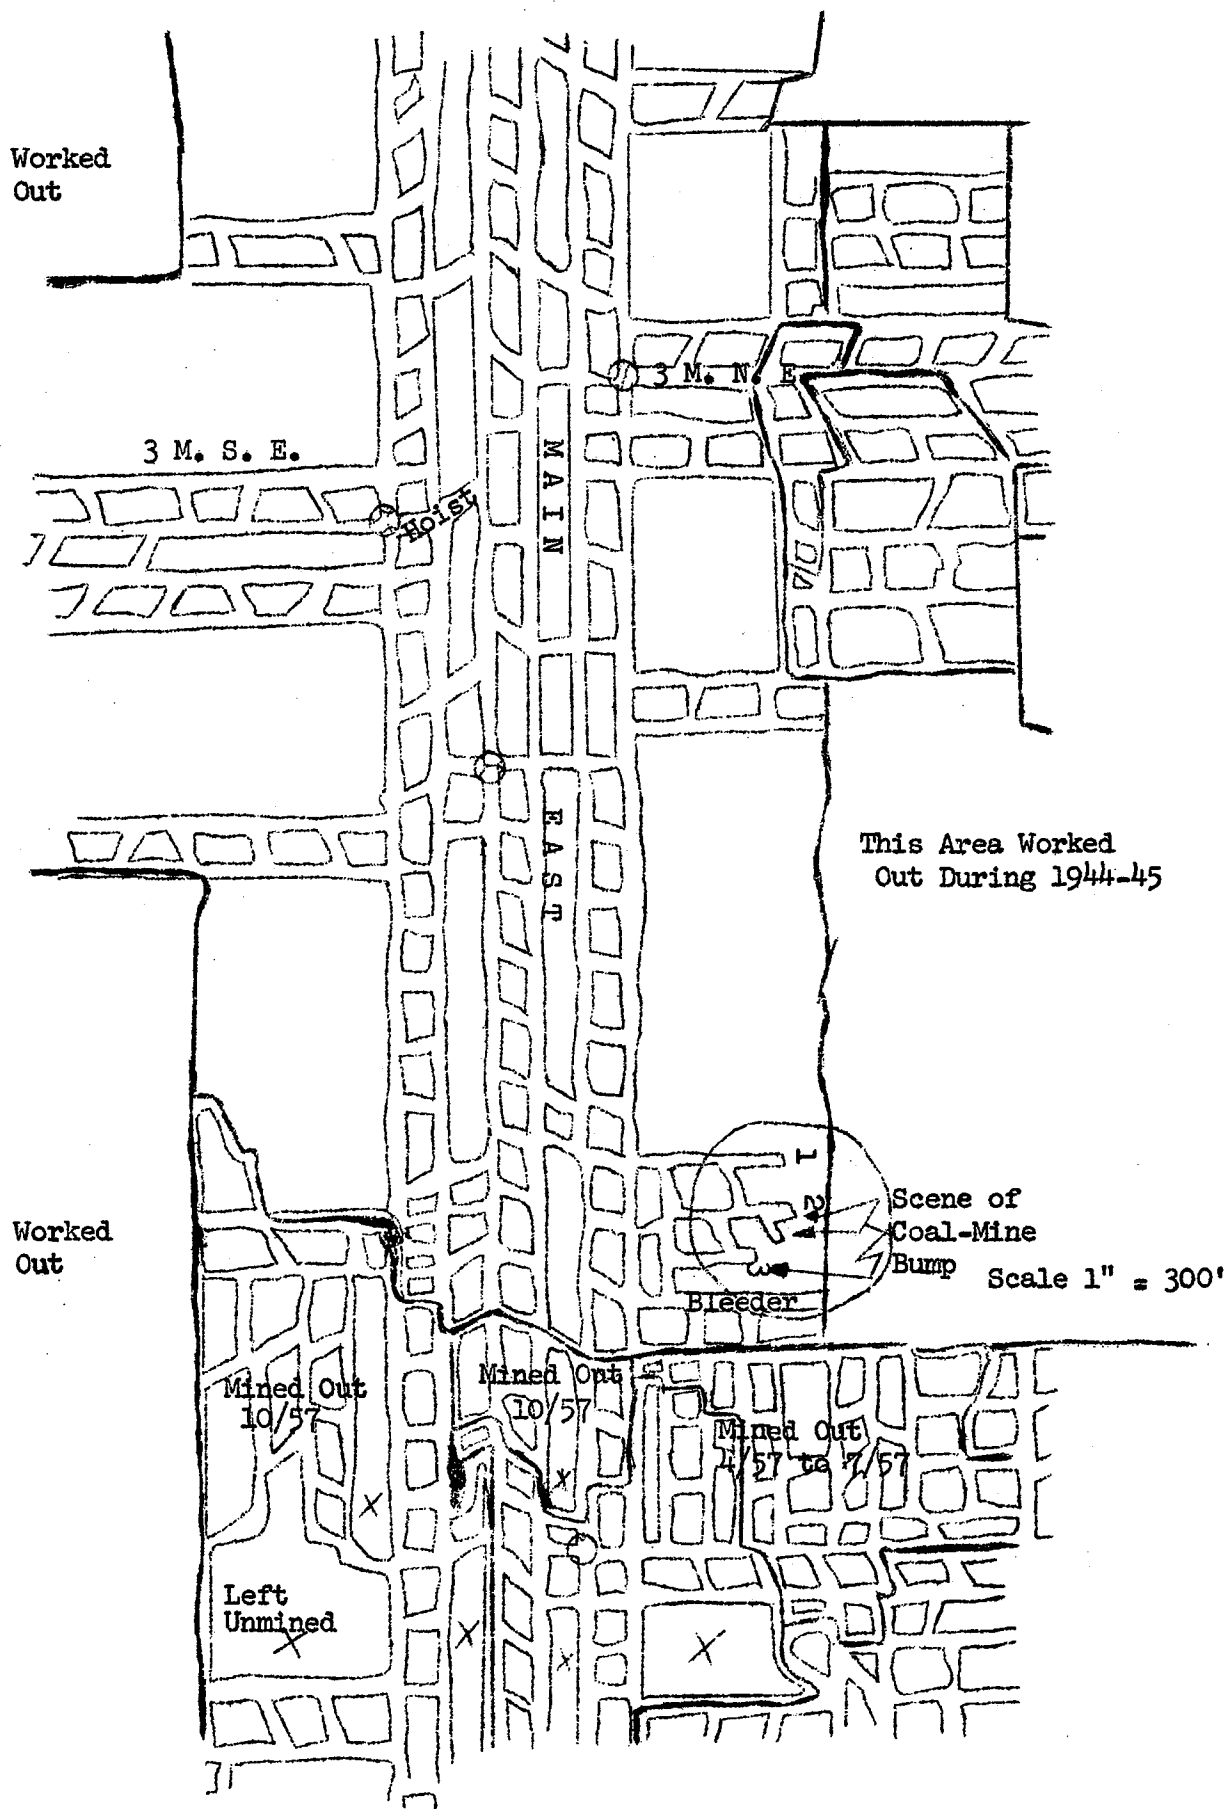 Worked
Out
3 M. N. E
3 M. S. E.
Hoist
MAIN
EAST
This Area Worked
Out During 1944-45
1
2
3
Scene of
Coal-Mine
Bump
Scale 1" = 300'
Bleeder
Worked
Out
Mined Out
10/57
Mined Out
10/57
Mined Out
4/57 to 7/57
Left
Unmined